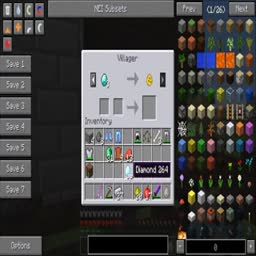 NEI Subsets
Prev (1/26) Next
Save 1
Save 2
Save 3
Save 4
Save 5
Save 6
Save 7
Villager
Inventory
Diamond 264
Options
0